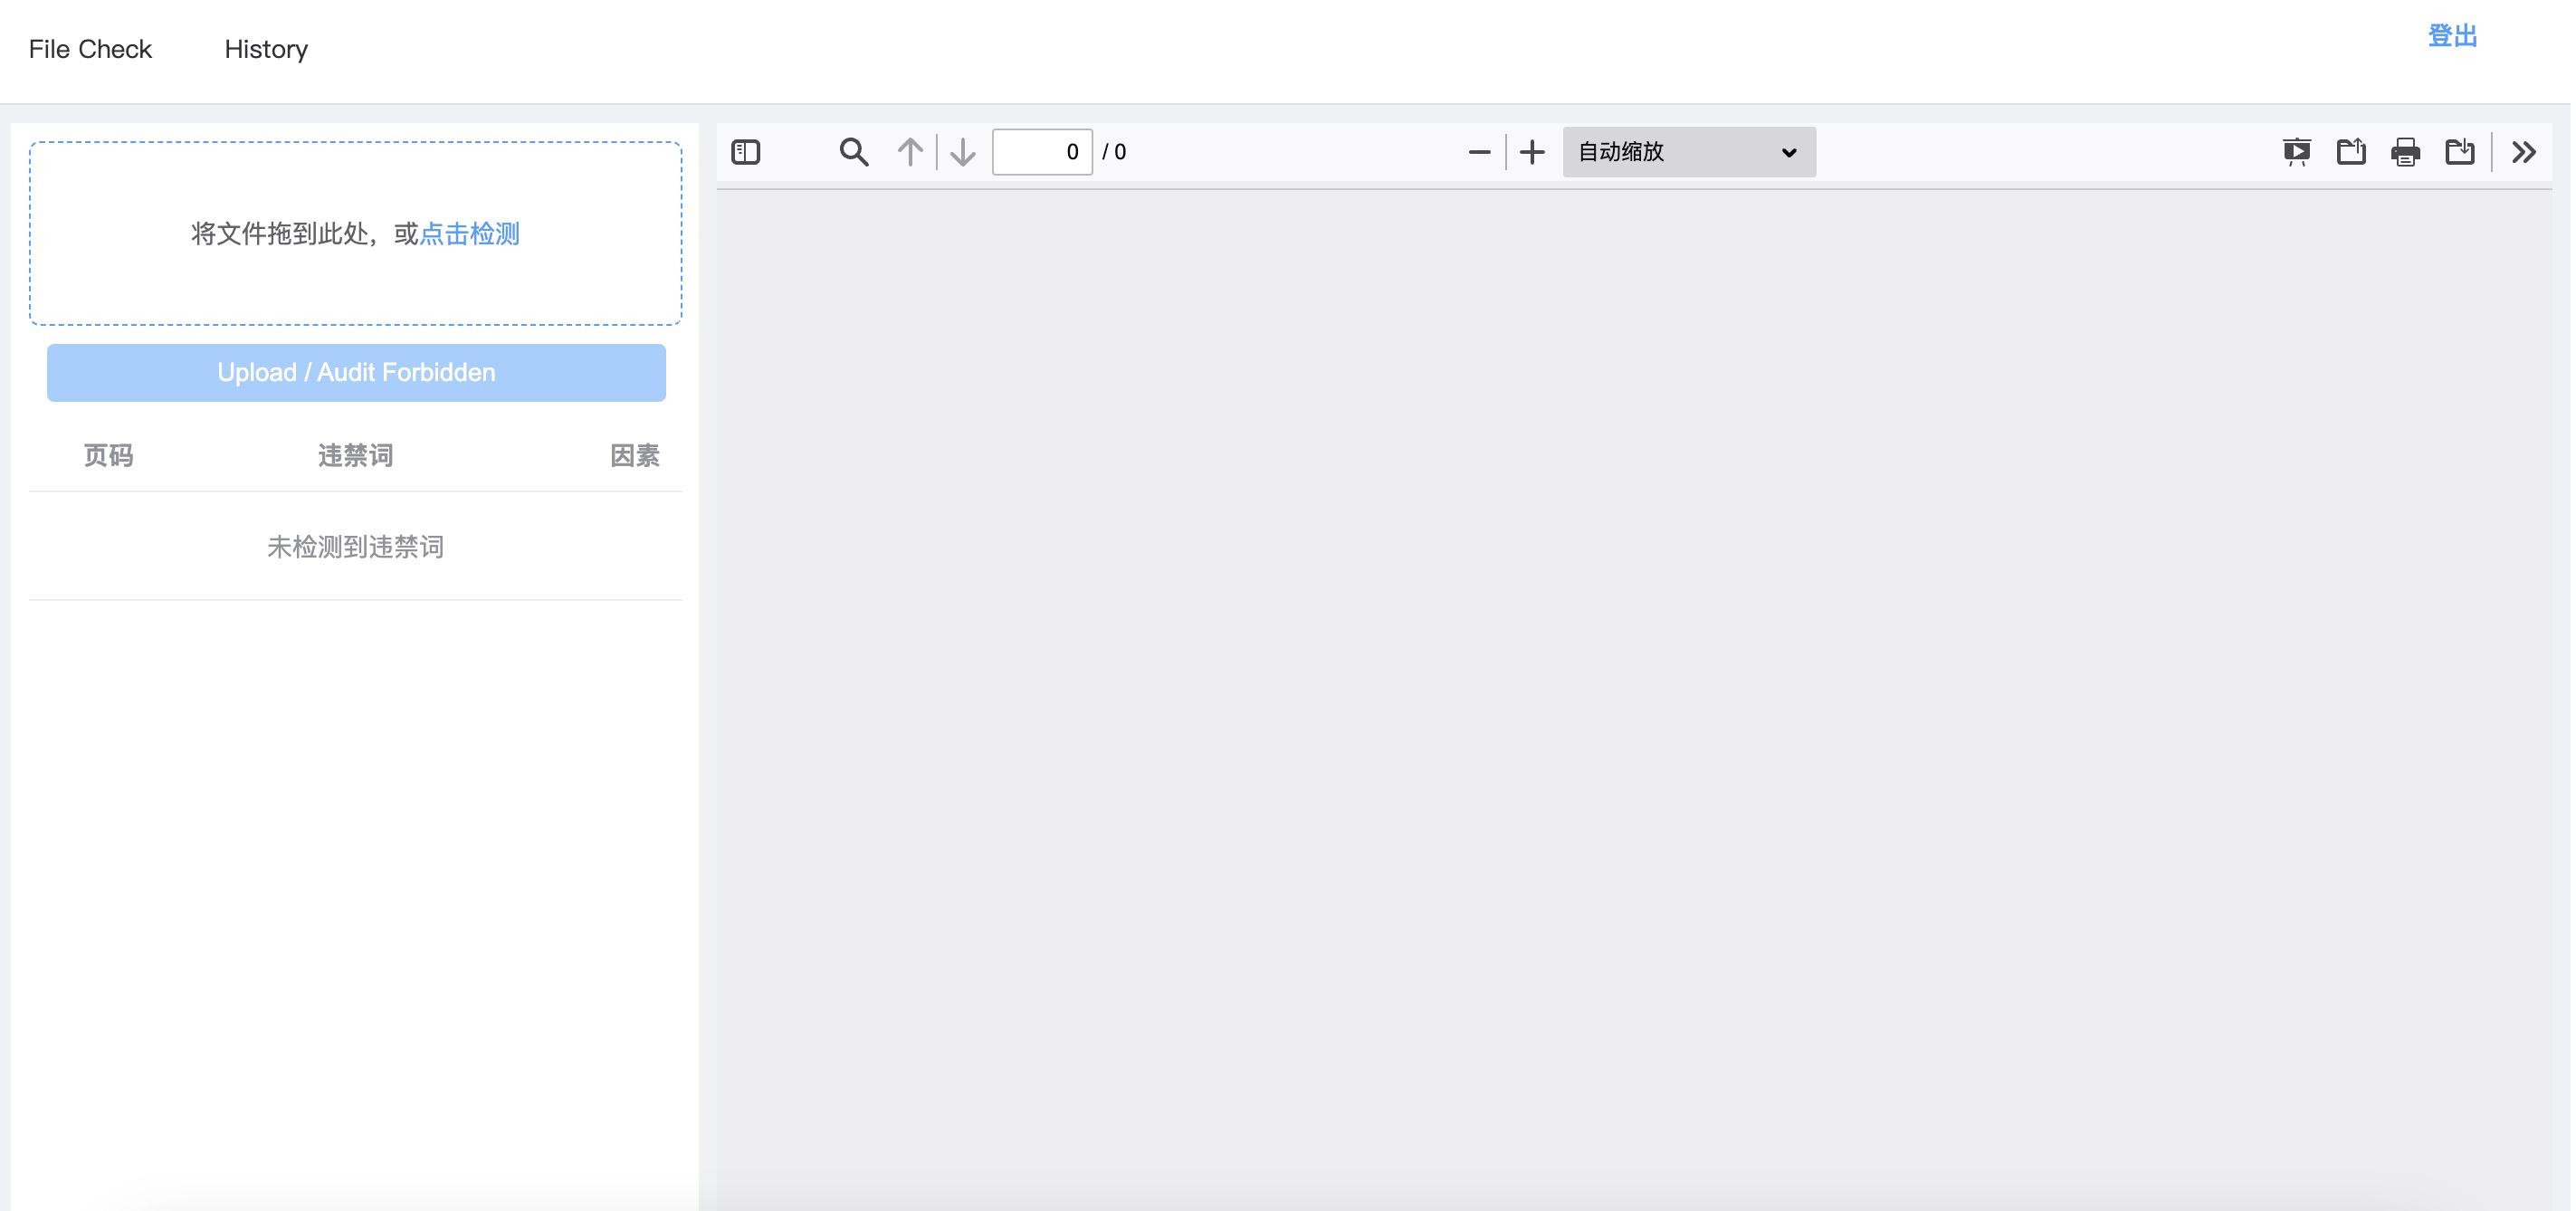 File Check History 登出
将文件拖到此处，或点击检测
Upload / Audit Forbidden
页码 违禁词 因素
未检测到违禁词
0 / 0 自动缩放